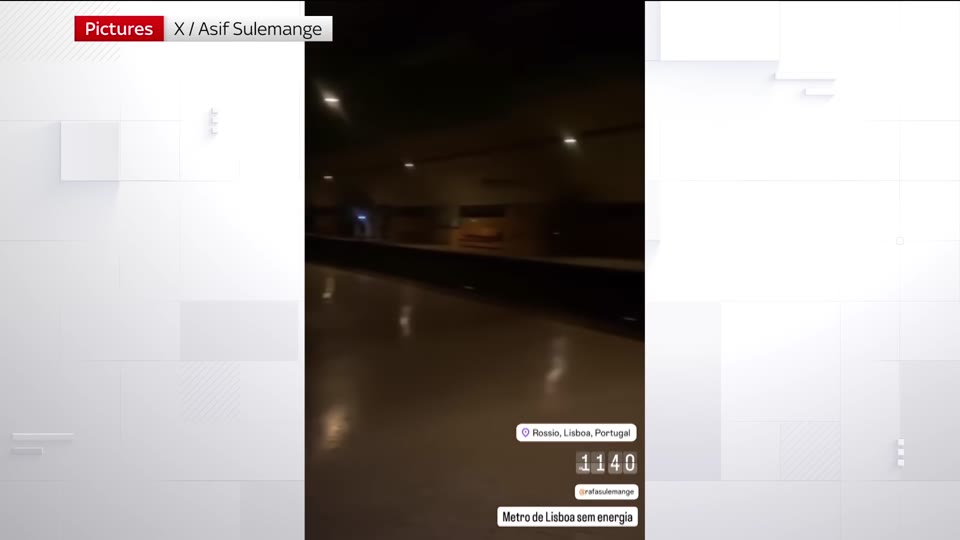 Pictures X / Asif Sulemange
Rossio, Lisboa, Portugal
1140
@rafasulemange
Metro de Lisboa sem energia